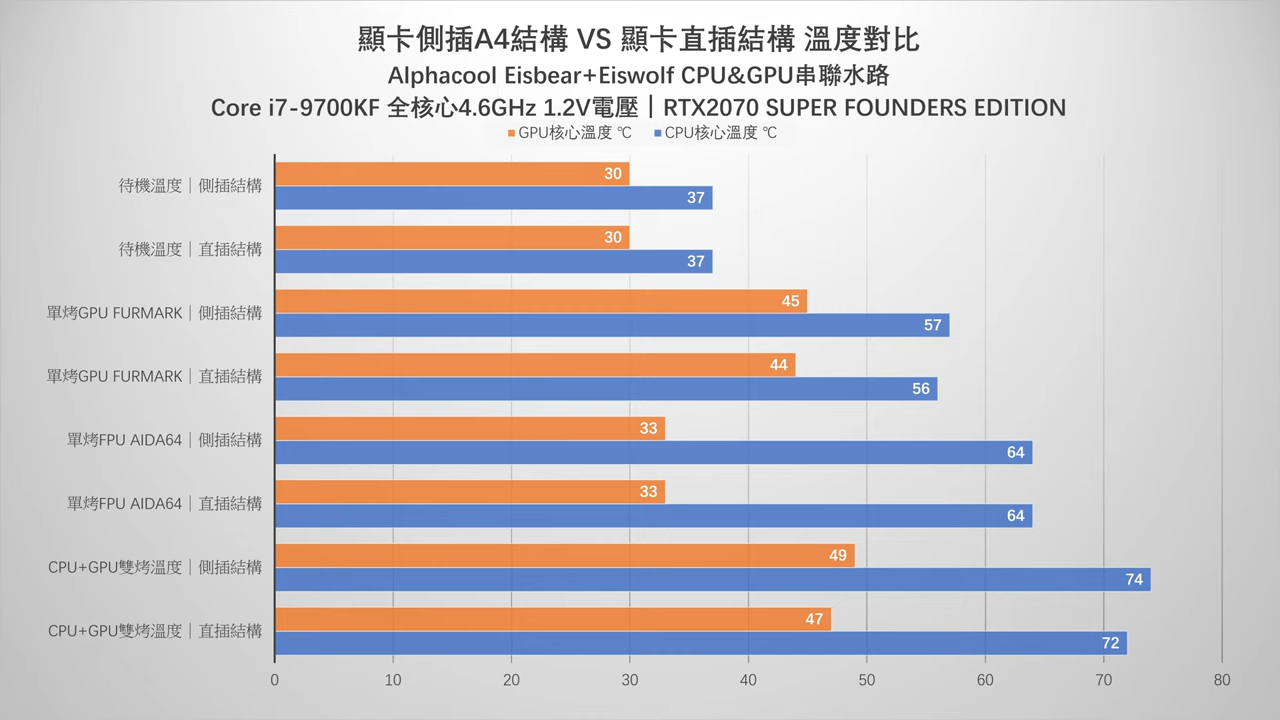 顯卡側插A4結構 VS 顯卡直插結構 溫度對比
Alphacool Eisbear+Eiswolf CPU&GPU串聯水路
Core i7-9700KF 全核心4.6GHz 1.2V電壓｜RTX2070 SUPER FOUNDERS EDITION
GPU核心溫度 ℃ CPU核心溫度 ℃
待機溫度｜側插結構 30
37
待機溫度｜直插結構 30
37
單烤GPU FURMARK｜側插結構 45
57
單烤GPU FURMARK｜直插結構 44
56
單烤FPU AIDA64｜側插結構 33
64
單烤FPU AIDA64｜直插結構 33
64
CPU+GPU雙烤溫度｜側插結構 49
74
CPU+GPU雙烤溫度｜直插結構 47
72
0 10 20 30 40 50 60 70 80